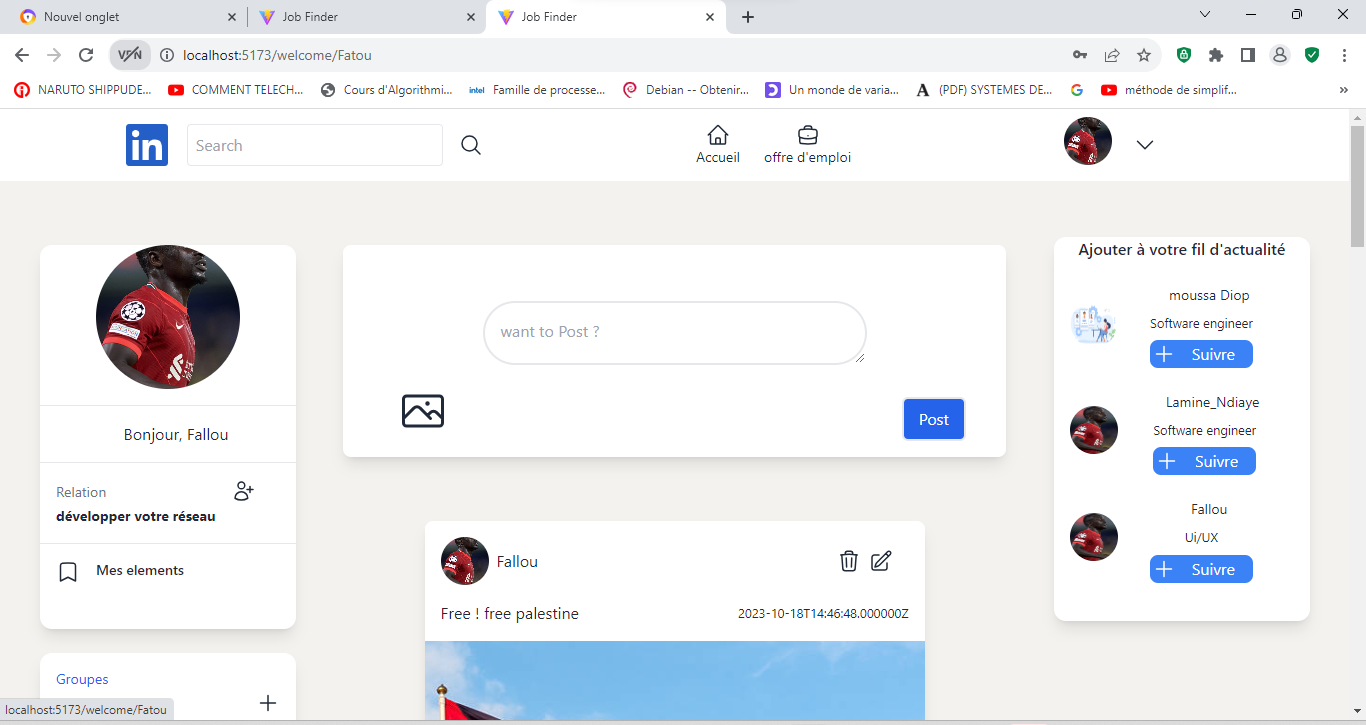 Nouvel onglet
Job Finder
Job Finder
VPN
localhost:5173/welcome/Fatou
NARUTO SHIPPUDE...
COMMENT TELECH...
Cours d'Algorithmi...
intel
Famille de processe...
Debian -- Obtenir...
Un monde de varia...
A
(PDF) SYSTEMES DE...
G
méthode de simplif...
»
in
Search
Accueil
offre d'emploi
Bonjour, Fallou
Relation
développer votre réseau
Mes elements
Groupes
want to Post ?
Post
Fallou
Free ! free palestine
2023-10-18T14:46:48.000000Z
Ajouter à votre fil d'actualité
moussa Diop
Software engineer
Suivre
Lamine_Ndiaye
Software engineer
Suivre
Fallou
Ui/UX
Suivre
localhost:5173/welcome/Fatou